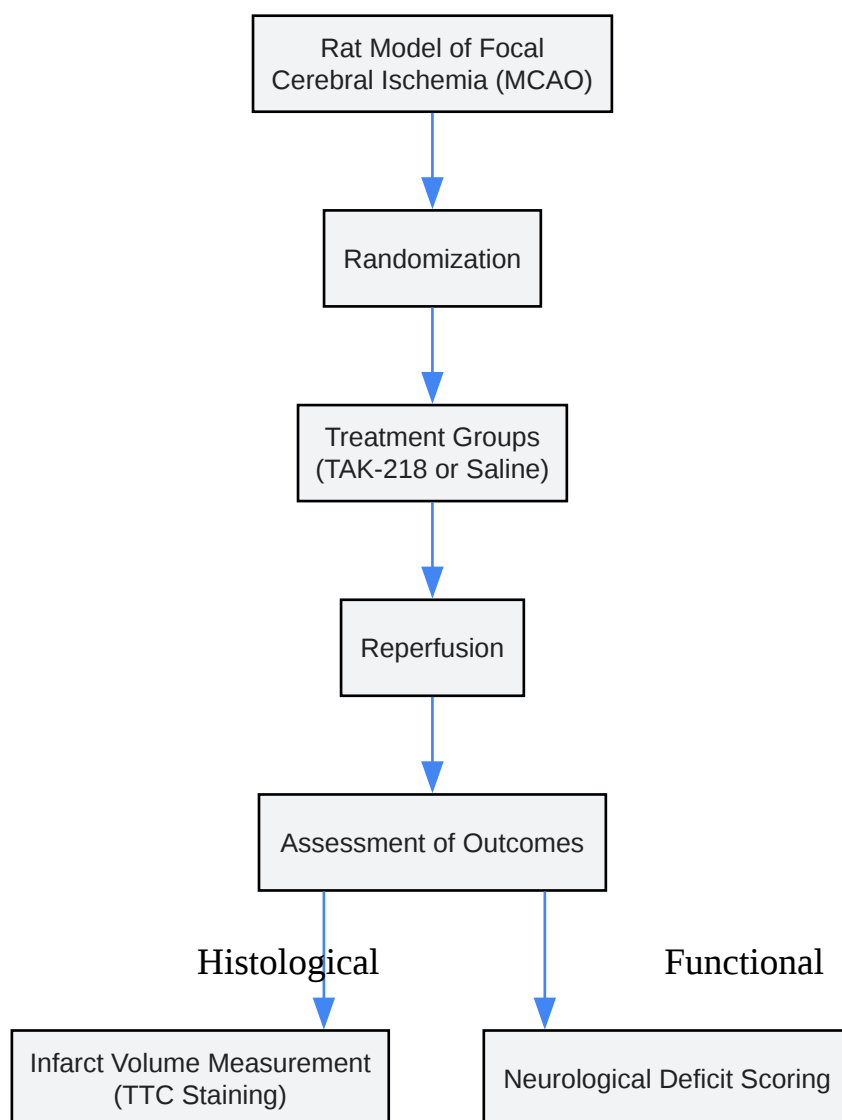 Rat Model of Focal
Cerebral Ischemia (MCAO)
Randomization
Treatment Groups
(TAK-218 or Saline)
Reperfusion
Assessment of Outcomes
Histological
Functional
Infarct Volume Measurement
(TTC Staining)
Neurological Deficit Scoring